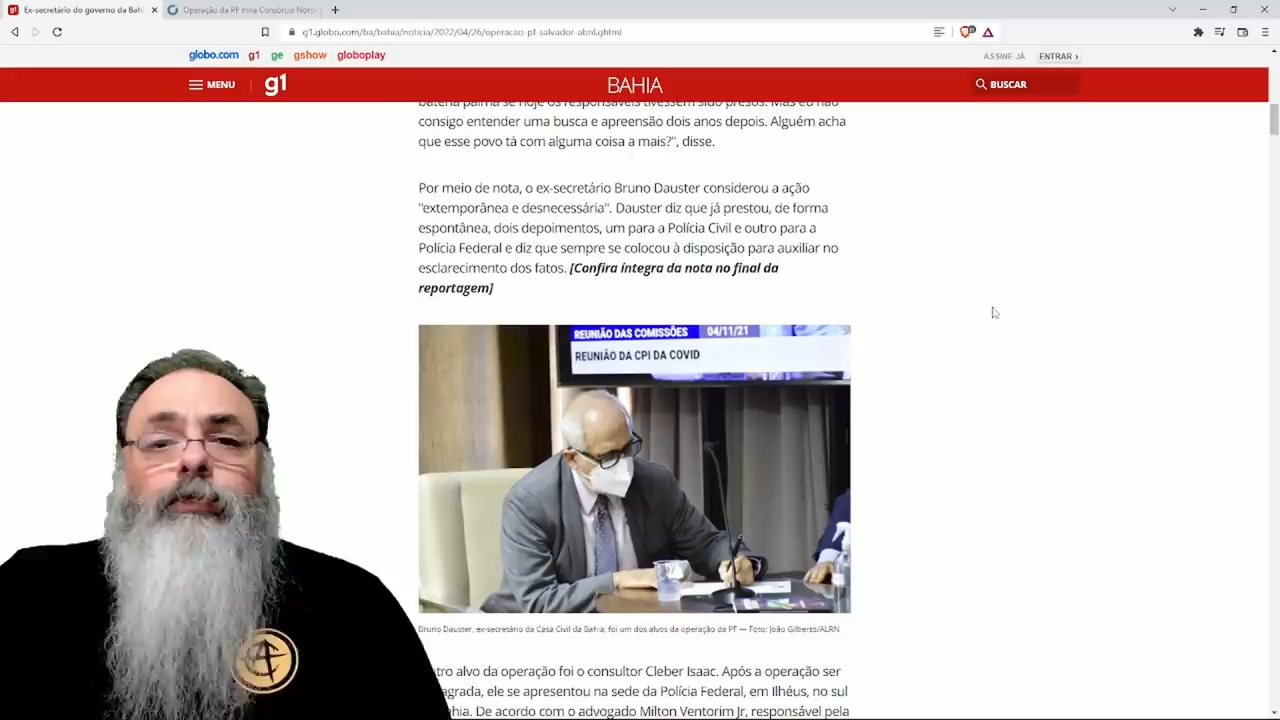 Ex-secretário do governo da Bahi
Operação da PF mira Consórcio Nord
g1.globo.com/ba/bahia/noticia/2022/04/26/operacao-pf-salvador-abril.ghtml
globo.com g1 ge gshow globoplay
ASSINE JÁ ENTRAR ›
MENU g1 BAHIA BUSCAR
bateria palma se hoje os responsáveis tivessem sido presos. Mas eu não
consigo entender uma busca e apreensão dois anos depois. Alguém acha
que esse povo tá com alguma coisa a mais?", disse.
Por meio de nota, o ex-secretário Bruno Dauster considerou a ação
"extemporânea e desnecessária". Dauster diz que já prestou, de forma
espontânea, dois depoimentos, um para a Polícia Civil e outro para a
Polícia Federal e diz que sempre se colocou à disposição para auxiliar no
esclarecimento dos fatos. [Confira íntegra da nota no final da
reportagem]
REUNIÃO DAS COMISSÕES 04/11/21
REUNIÃO DA CPI DA COVID
Bruno Dauster, ex-secretário da Casa Civil da Bahia, foi um dos alvos da operação da PF — Foto: João Gilberto/ALRN
tro alvo da operação foi o consultor Cleber Isaac. Após a operação ser
agrada, ele se apresentou na sede da Polícia Federal, em Ilhéus, no sul
ahia. De acordo com o advogado Milton Ventorim Jr, responsável pela